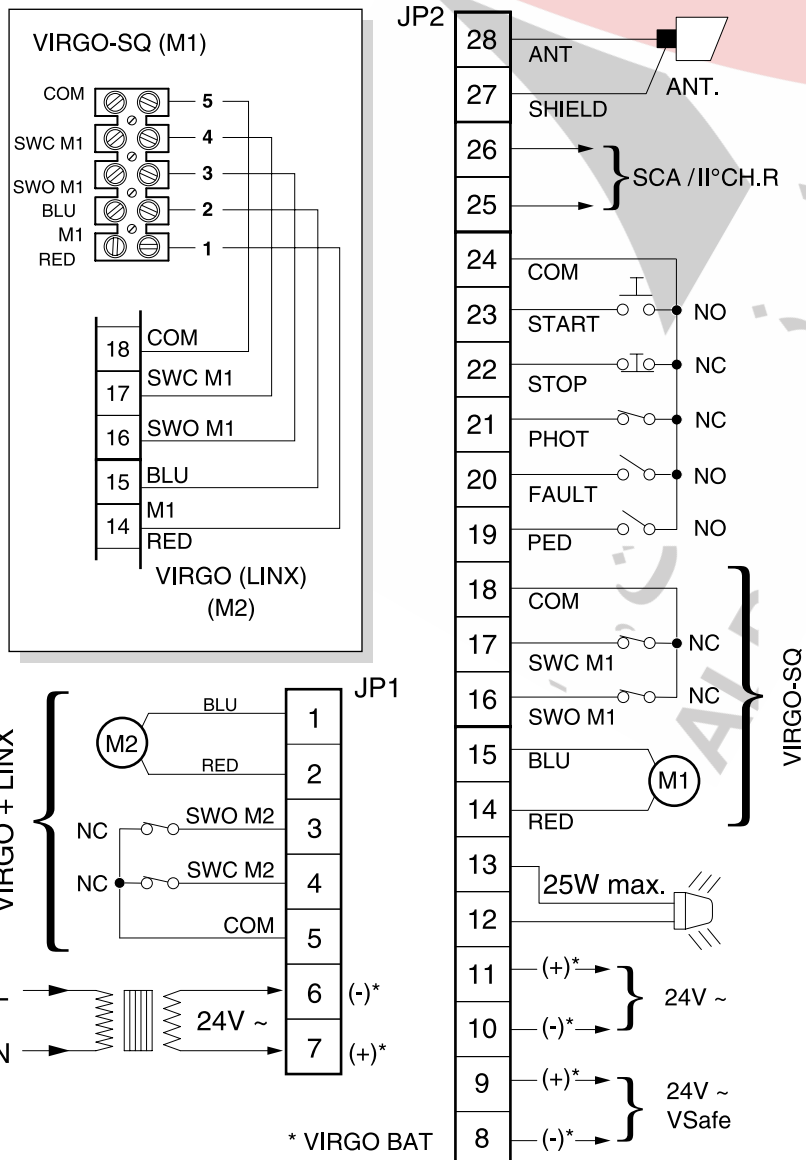 VIRGO-SQ (M1)
COM
5
SWC M1
4
SWO M1
3
BLU
2
M1
RED
1
18 COM
17 SWC M1
16 SWO M1
15 BLU
14 M1
RED
VIRGO (LINX)
(M2)
VIRGO + LINX
JP1
M2
BLU
1
RED
2
NC SWO M2 3
NC SWC M2 4
COM 5
24V ~
6 (-)*
N
7 (+)*
* VIRGO BAT
JP2
28 ANT
ANT.
27 SHIELD
26
25
SCA /II°CH.R
24 COM
23 START NO
22 STOP NC
21 PHOT NC
20 FAULT NO
19 PED NO
18 COM
17 SWC M1 NC
16 SWO M1 NC
15 BLU
M1
14 RED
VIRGO-SQ
13
25W max.
12
11 (+)*
10 (-)*
24V ~
9 (+)*
8 (-)*
24V ~
VSafe